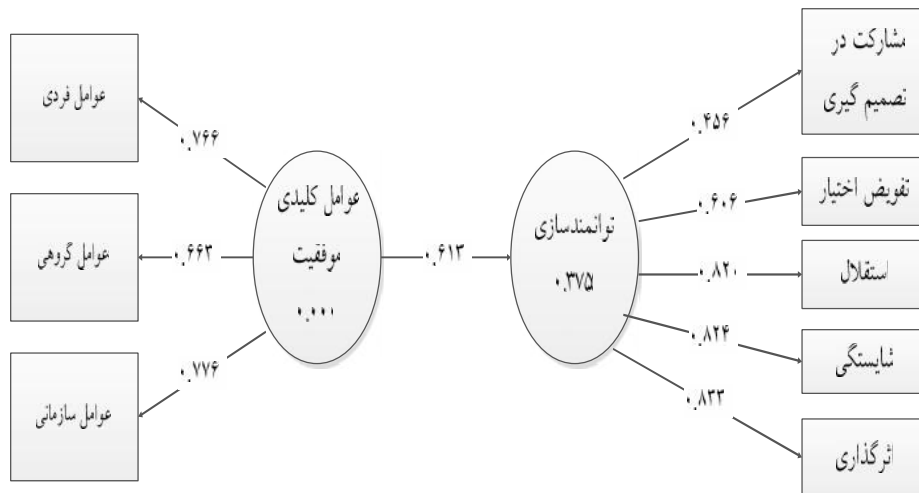 عوامل فردی
عوامل گروهی
عوامل سازمانی
۰.۷۶۶
۰.۶۶۳
۰.۷۷۶
عوامل کلیدی
موفقیت
۰.۰۰۰
۰.۶۱۳
توانمندسازی
۰.۳۷۵
۰.۴۵۶
۰.۶۰۶
۰.۸۲۰
۰.۸۲۴
۰.۸۳۳
مشارکت در
تصمیم گیری
تفویض اختیار
استقلال
شایستگی
اثرگذاری